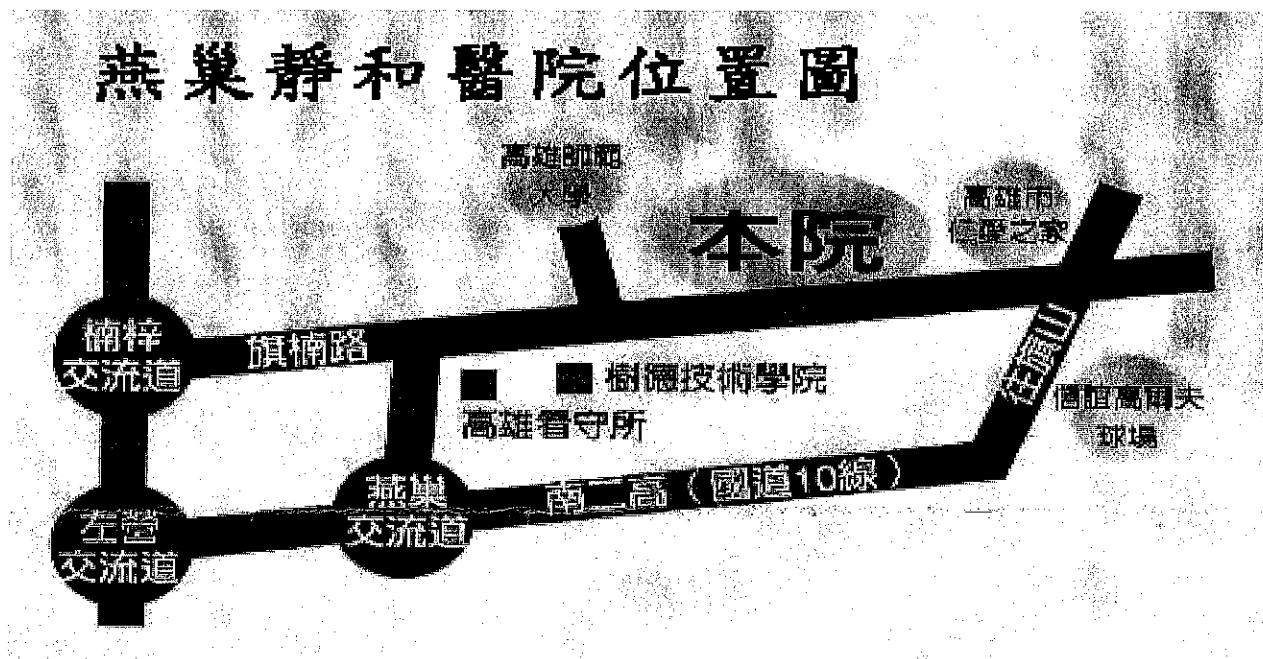 燕巢靜和醫院位置圖
高雄師範
大學
本院
高雄市
仁愛之家
楠梓
交流道
旗楠路
樹德技術學院
高雄看守所
往旗山
信誼高爾夫
球場
燕巢
交流道
南二高（國道10線）
左營
交流道